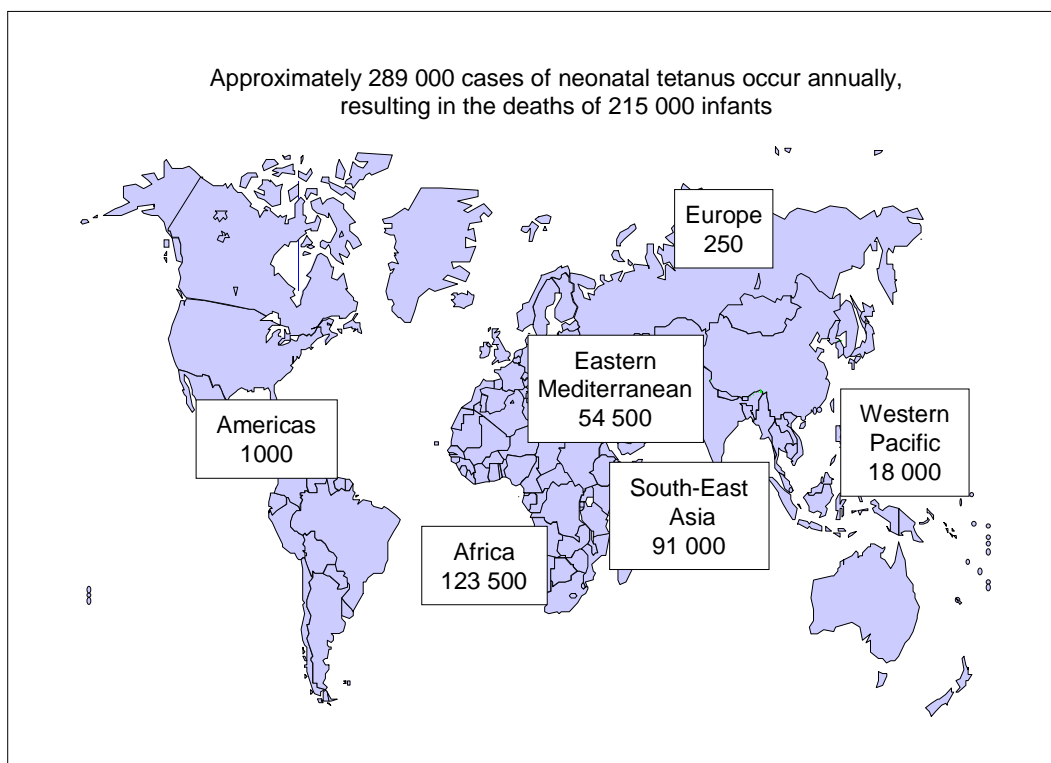 Approximately 289 000 cases of neonatal tetanus occur annually,
resulting in the deaths of 215 000 infants
Europe
250
Eastern
Mediterranean
54 500
Americas
1000
Western
Pacific
18 000
South-East
Asia
91 000
Africa
123 500